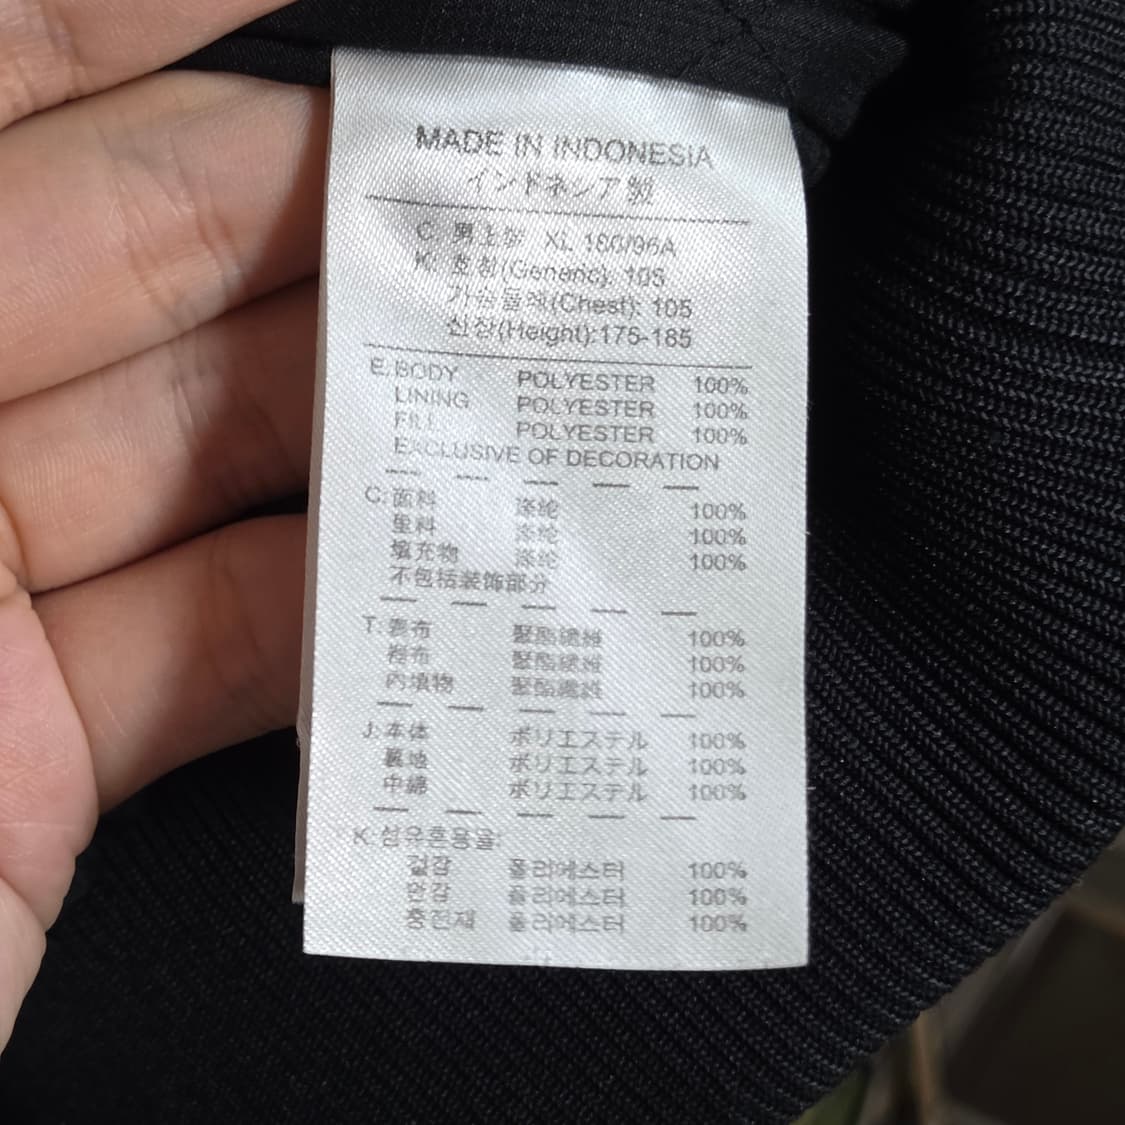 MADE IN INDONESIA
インドネシア製
C: 男上装 XL 180/96A
K: 호칭(Generic): 105
가슴둘레(Chest): 105
신장(Height):175-185
E: BODY POLYESTER 100%
LINING POLYESTER 100%
FILL POLYESTER 100%
EXCLUSIVE OF DECORATION
C: 面料 涤纶 100%
里料 涤纶 100%
填充物 涤纶 100%
不包括装饰部分
T: 表布 聚酯纖維 100%
裡布 聚酯纖維 100%
內填物 聚酯纖維 100%
J: 本体 ポリエステル 100%
裏地 ポリエステル 100%
中綿 ポリエステル 100%
K: 섬유혼용율:
겉감 폴리에스터 100%
안감 폴리에스터 100%
충전재 폴리에스터 100%